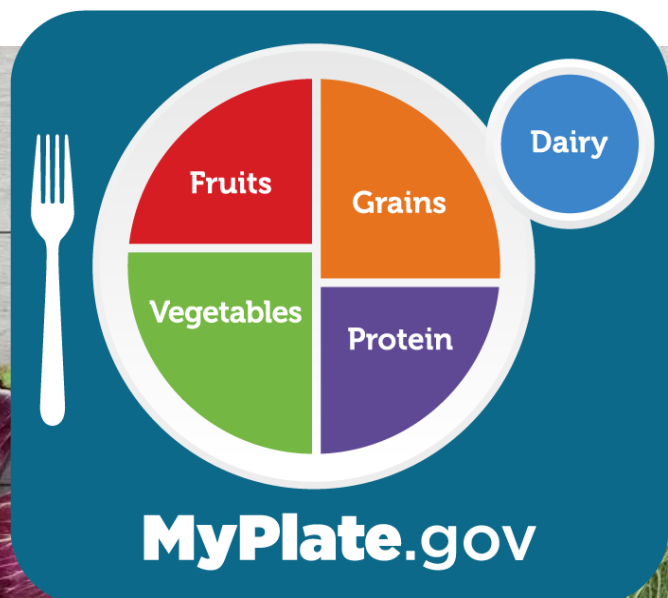 Fruits
Grains
Dairy
Vegetables
Protein
MyPlate.gov